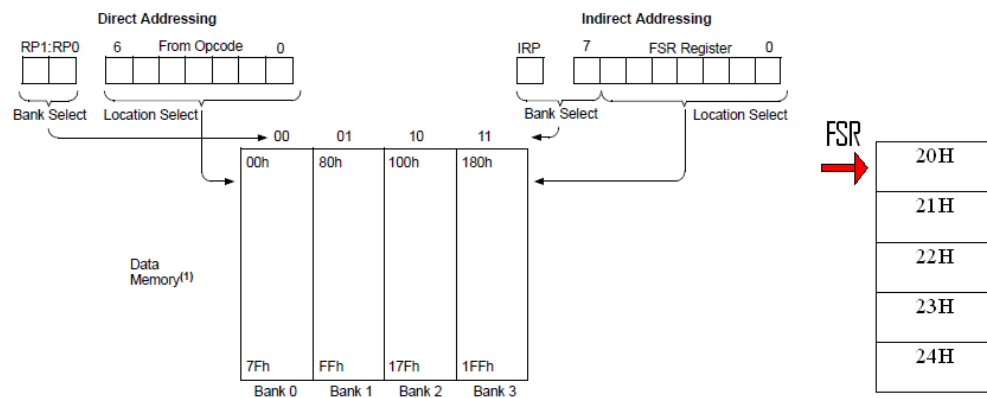 Direct Addressing
Indirect Addressing
RP1:RP0 6 From Opcode 0
IRP 7 FSR Register 0
Bank Select Location Select
Bank Select Location Select
00 01 10 11
00h 80h 100h 180h
Data
Memory(1)
7Fh FFh 17Fh 1FFh
Bank 0 Bank 1 Bank 2 Bank 3
FSR
20H
21H
22H
23H
24H